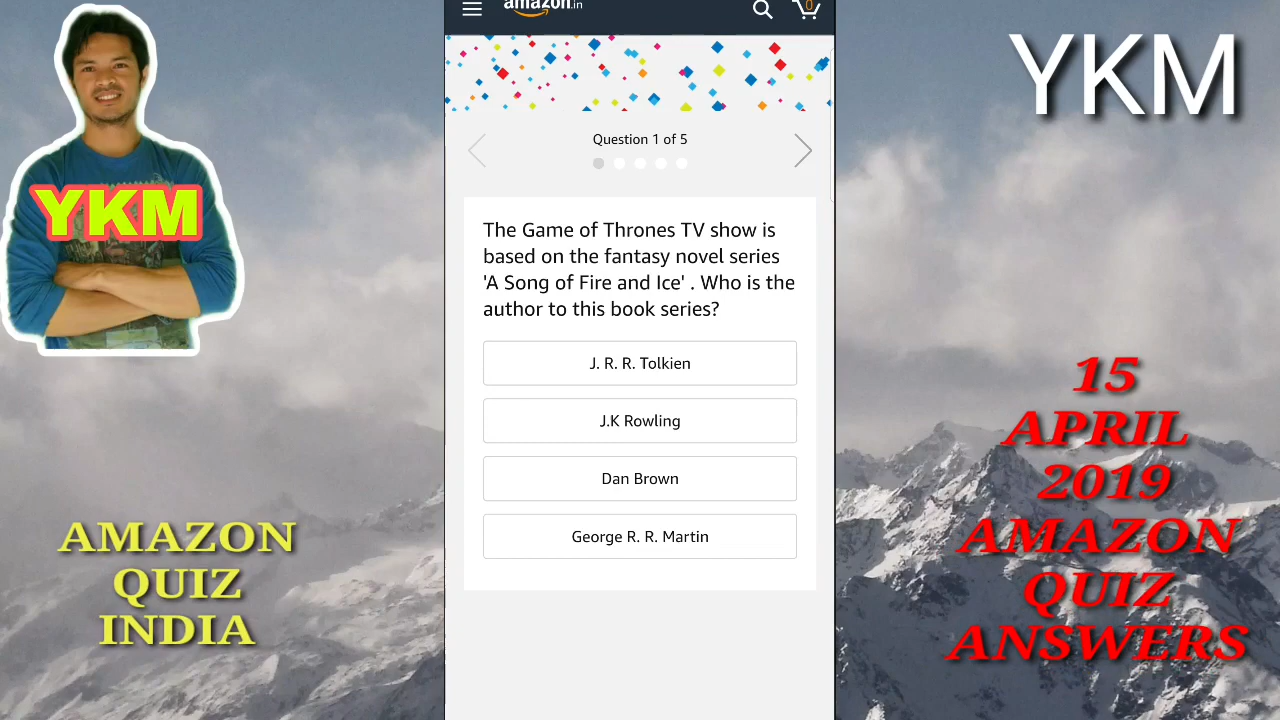 amazon.in
0
YKM
Question 1 of 5
YKM
The Game of Thrones TV show is
based on the fantasy novel series
'A Song of Fire and Ice' . Who is the
author to this book series?
J. R. R. Tolkien
J.K Rowling
Dan Brown
George R. R. Martin
AMAZON
QUIZ
INDIA
15
APRIL
2019
AMAZON
QUIZ
ANSWERS